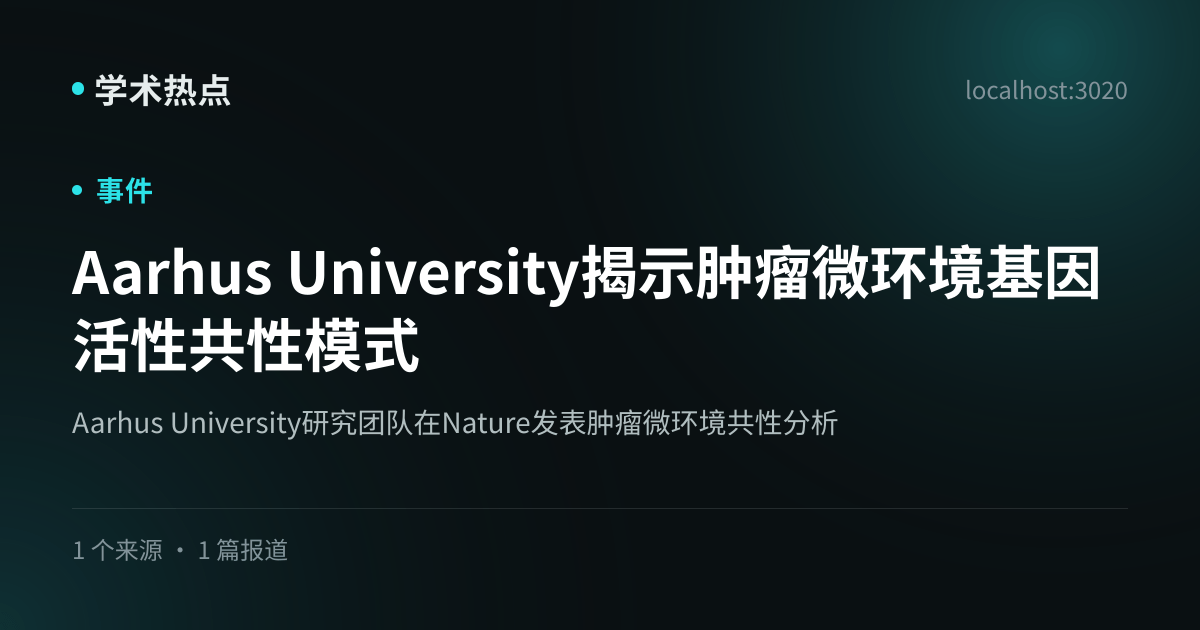 学术热点
localhost:3020
事件
Aarhus University揭示肿瘤微环境基因
活性共性模式
Aarhus University研究团队在Nature发表肿瘤微环境共性分析
1 个来源 · 1 篇报道